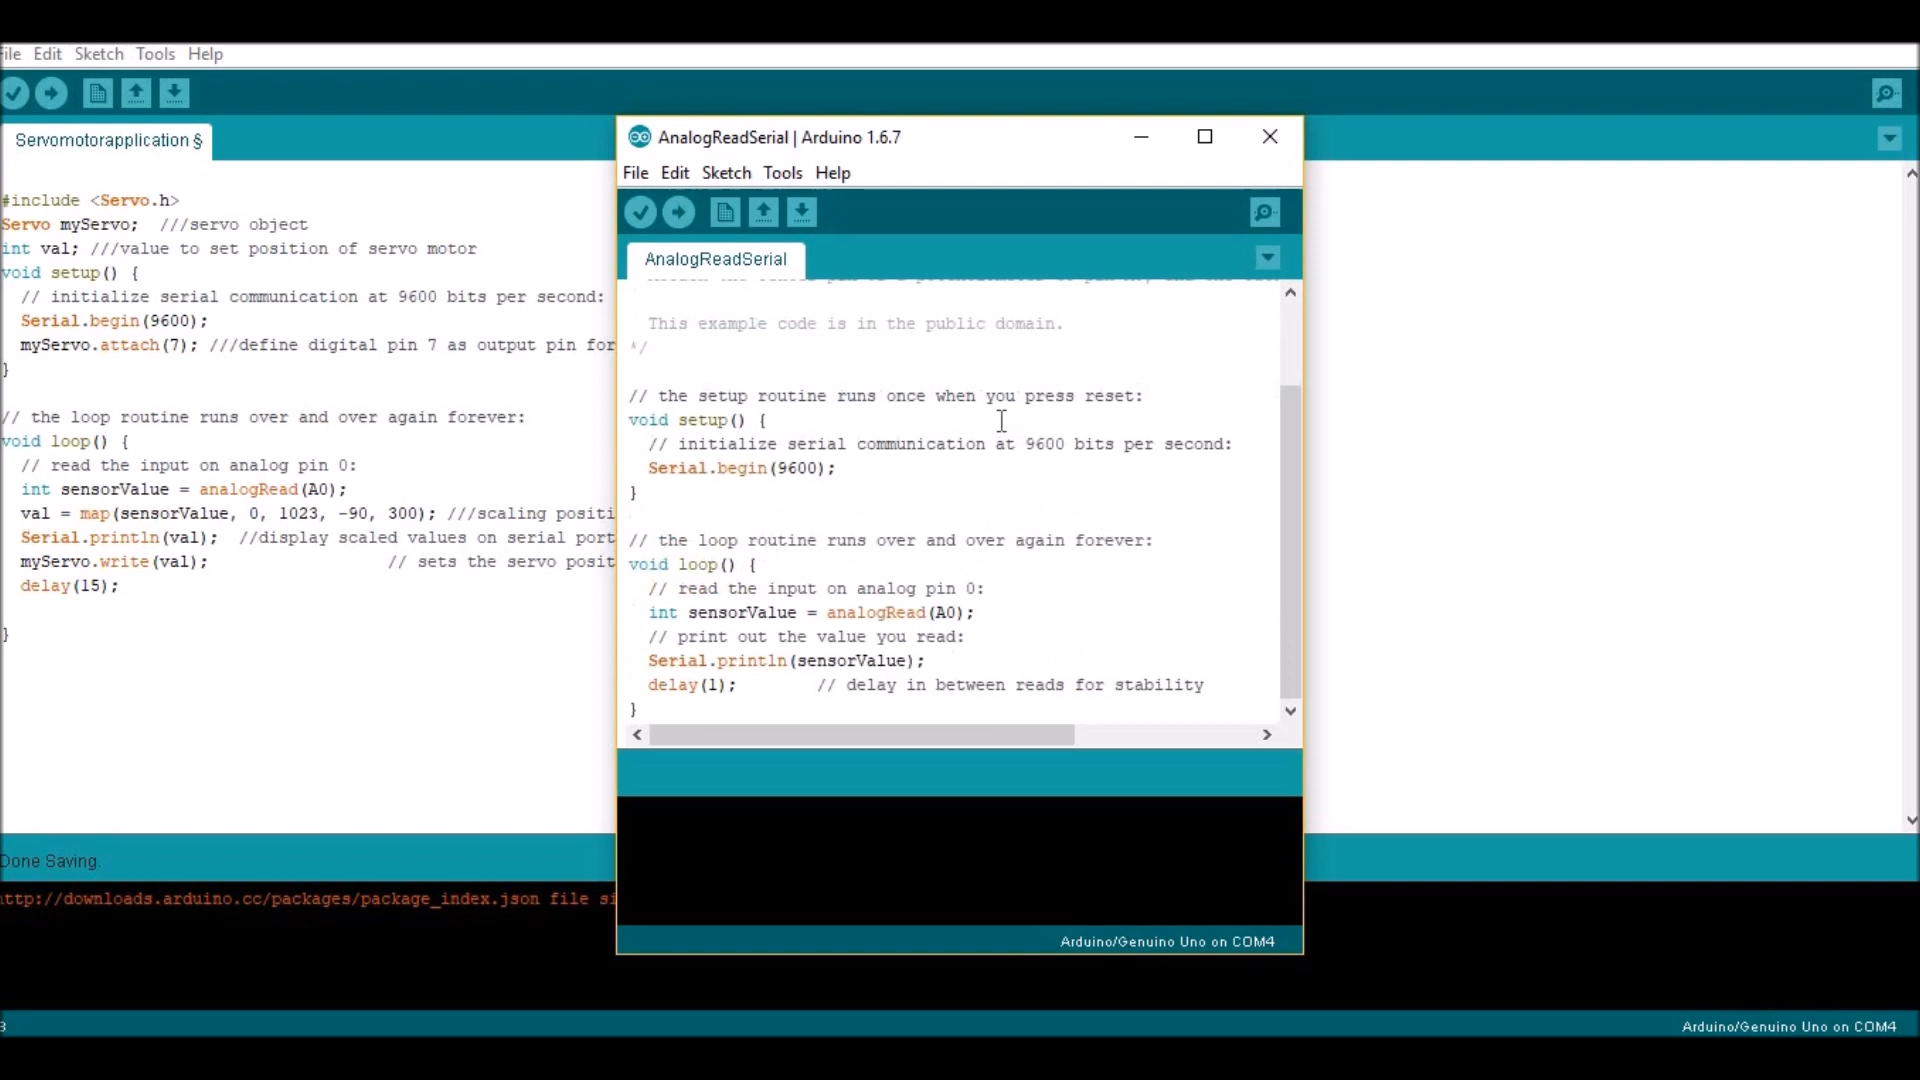 File Edit Sketch Tools Help
Servomotorapplication §
#include <Servo.h>
Servo myServo;  ///servo object
int val; ///value to set position of servo motor
void setup() {
  // initialize serial communication at 9600 bits per second:
  Serial.begin(9600);
  myServo.attach(7); ///define digital pin 7 as output pin for
}
// the loop routine runs over and over again forever:
void loop() {
  // read the input on analog pin 0:
  int sensorValue = analogRead(A0);
  val = map(sensorValue, 0, 1023, -90, 300); ///scaling positi
  Serial.println(val);  //display scaled values on serial port
  myServo.write(val);                  // sets the servo posit
  delay(15);
}
Done Saving.
http://downloads.arduino.cc/packages/package_index.json file si
3
Arduino/Genuino Uno on COM4
AnalogReadSerial | Arduino 1.6.7
File Edit Sketch Tools Help
AnalogReadSerial
  This example code is in the public domain.
*/
// the setup routine runs once when you press reset:
void setup() {
  // initialize serial communication at 9600 bits per second:
  Serial.begin(9600);
}
// the loop routine runs over and over again forever:
void loop() {
  // read the input on analog pin 0:
  int sensorValue = analogRead(A0);
  // print out the value you read:
  Serial.println(sensorValue);
  delay(1);        // delay in between reads for stability
}
Arduino/Genuino Uno on COM4